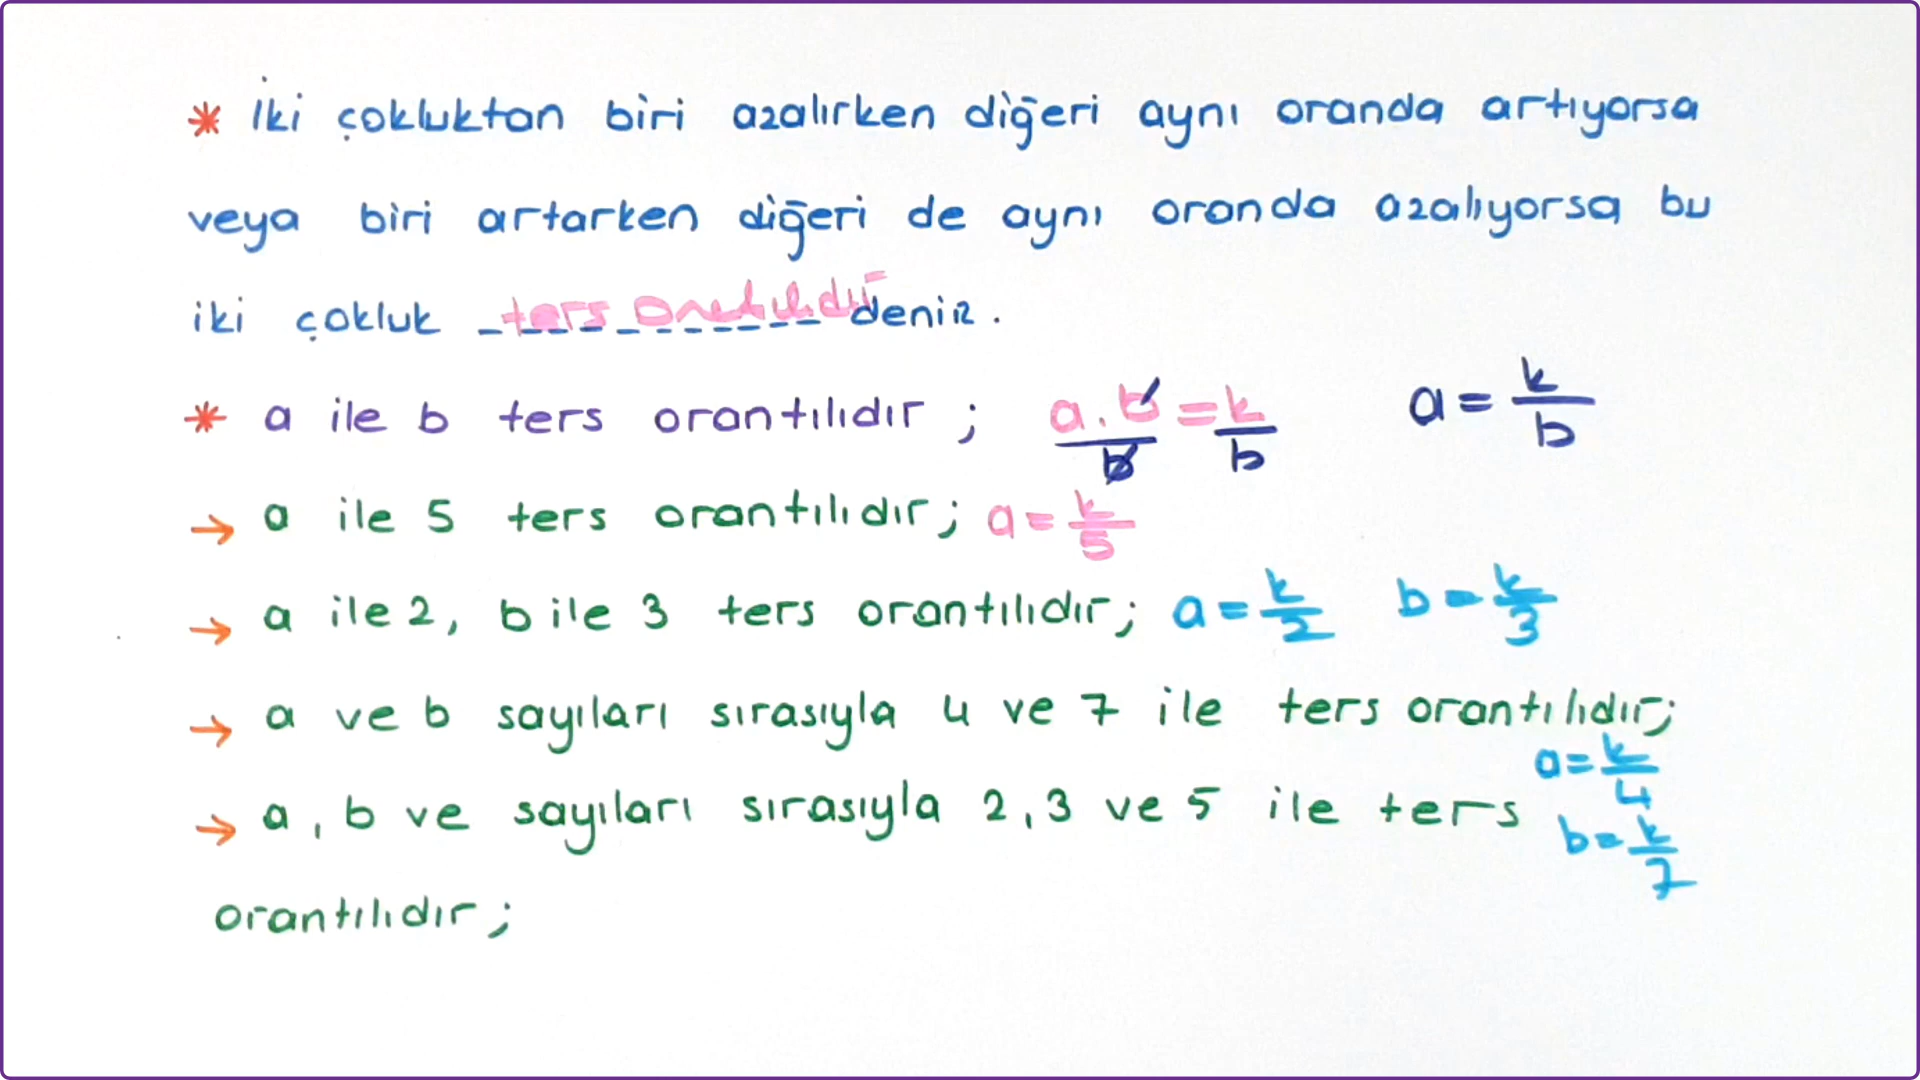 * İki çokluktan biri azalırken diğeri aynı oranda artıyorsa
veya biri artarken diğeri de aynı oranda azalıyorsa bu
iki çokluk ters orantılıdır deniz.
* a ile b ters orantılıdır ; a.b/b = k/b a = k/b
→ a ile 5 ters orantılıdır; a = k/5
→ a ile 2, b ile 3 ters orantılıdır; a = k/2 b = k/3
→ a ve b sayıları sırasıyla 4 ve 7 ile ters orantılıdır;
a = k/4
→ a, b ve sayıları sırasıyla 2,3 ve 5 ile ters
b = k/7
orantılıdır;